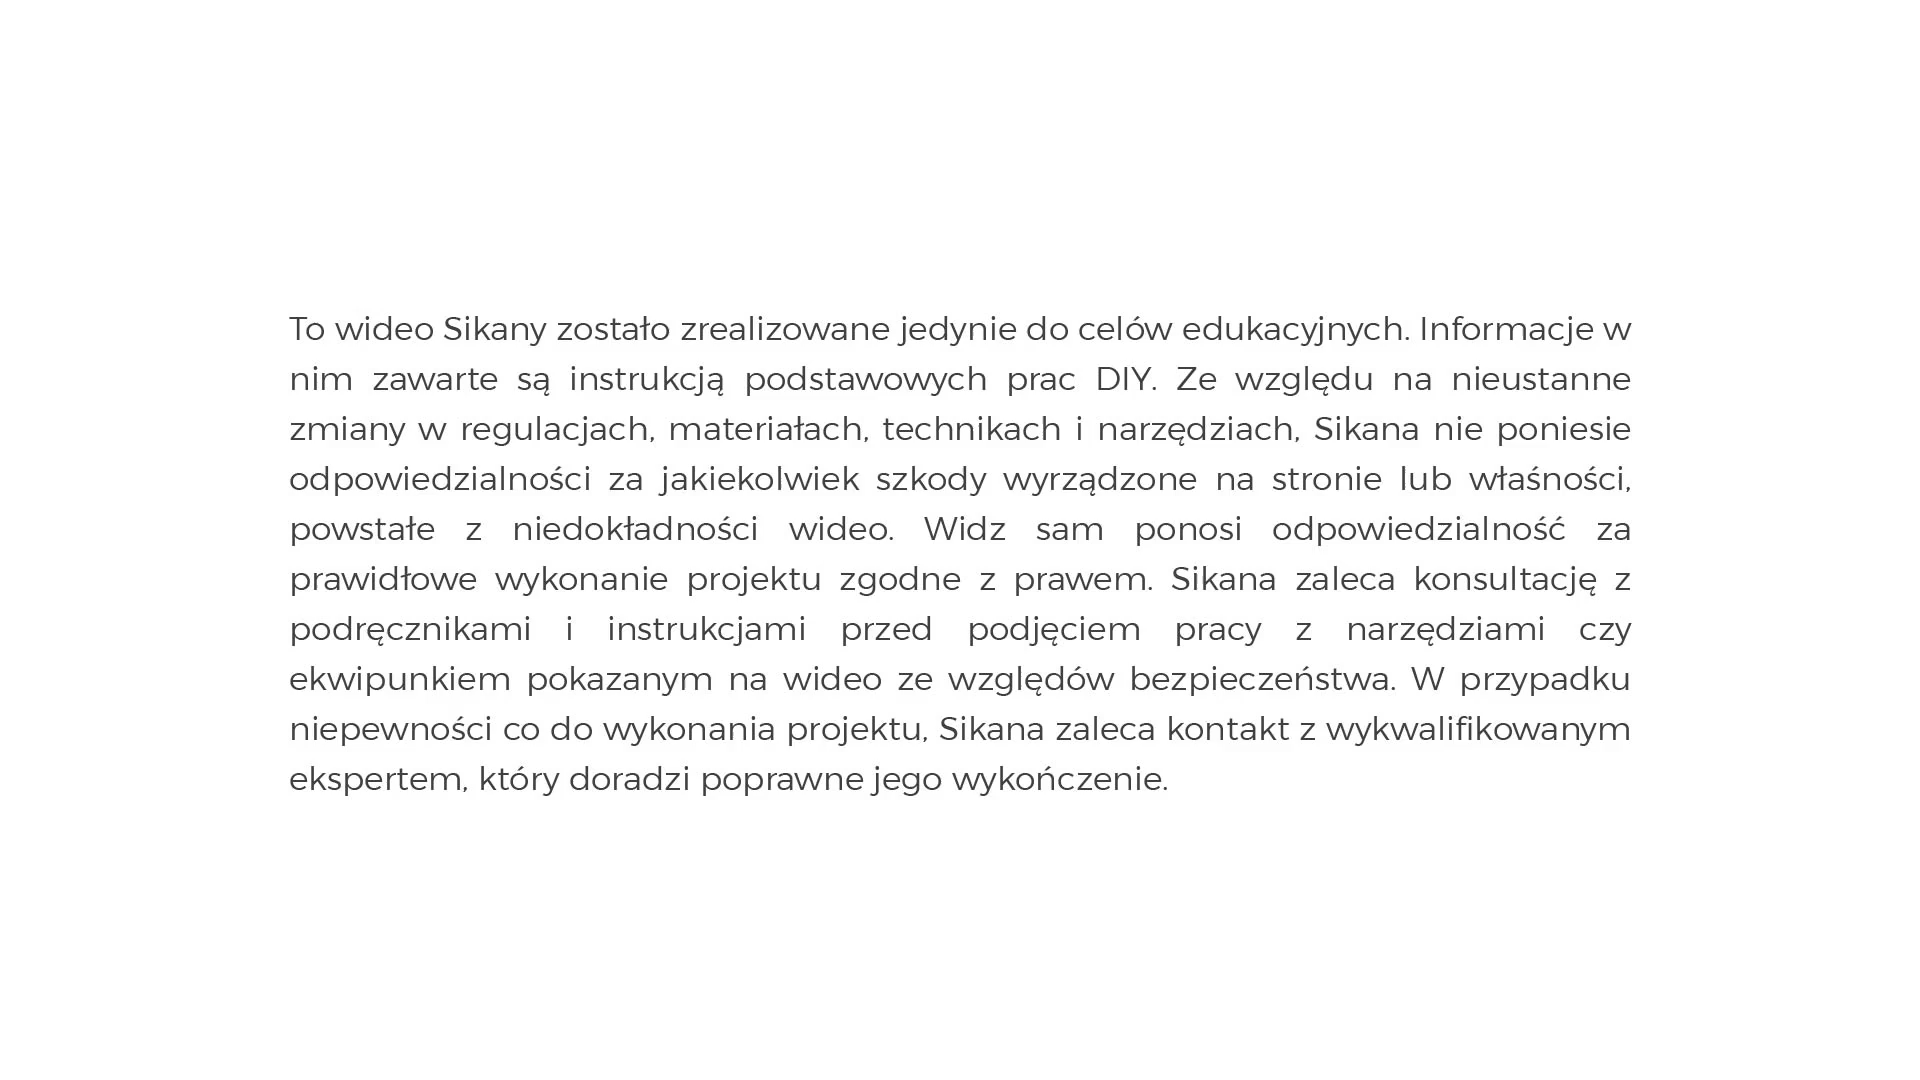 To wideo Sikany zostało zrealizowane jedynie do celów edukacyjnych. Informacje w
nim zawarte są instrukcją podstawowych prac DIY. Ze względu na nieustanne
zmiany w regulacjach, materiałach, technikach i narzędziach, Sikana nie poniesie
odpowiedzialności za jakiekolwiek szkody wyrządzone na stronie lub właśności,
powstałe z niedokładności wideo. Widz sam ponosi odpowiedzialność za
prawidłowe wykonanie projektu zgodne z prawem. Sikana zaleca konsultację z
podręcznikami i instrukcjami przed podjęciem pracy z narzędziami czy
ekwipunkiem pokazanym na wideo ze względów bezpieczeństwa. W przypadku
niepewności co do wykonania projektu, Sikana zaleca kontakt z wykwalifikowanym
ekspertem, który doradzi poprawne jego wykończenie.